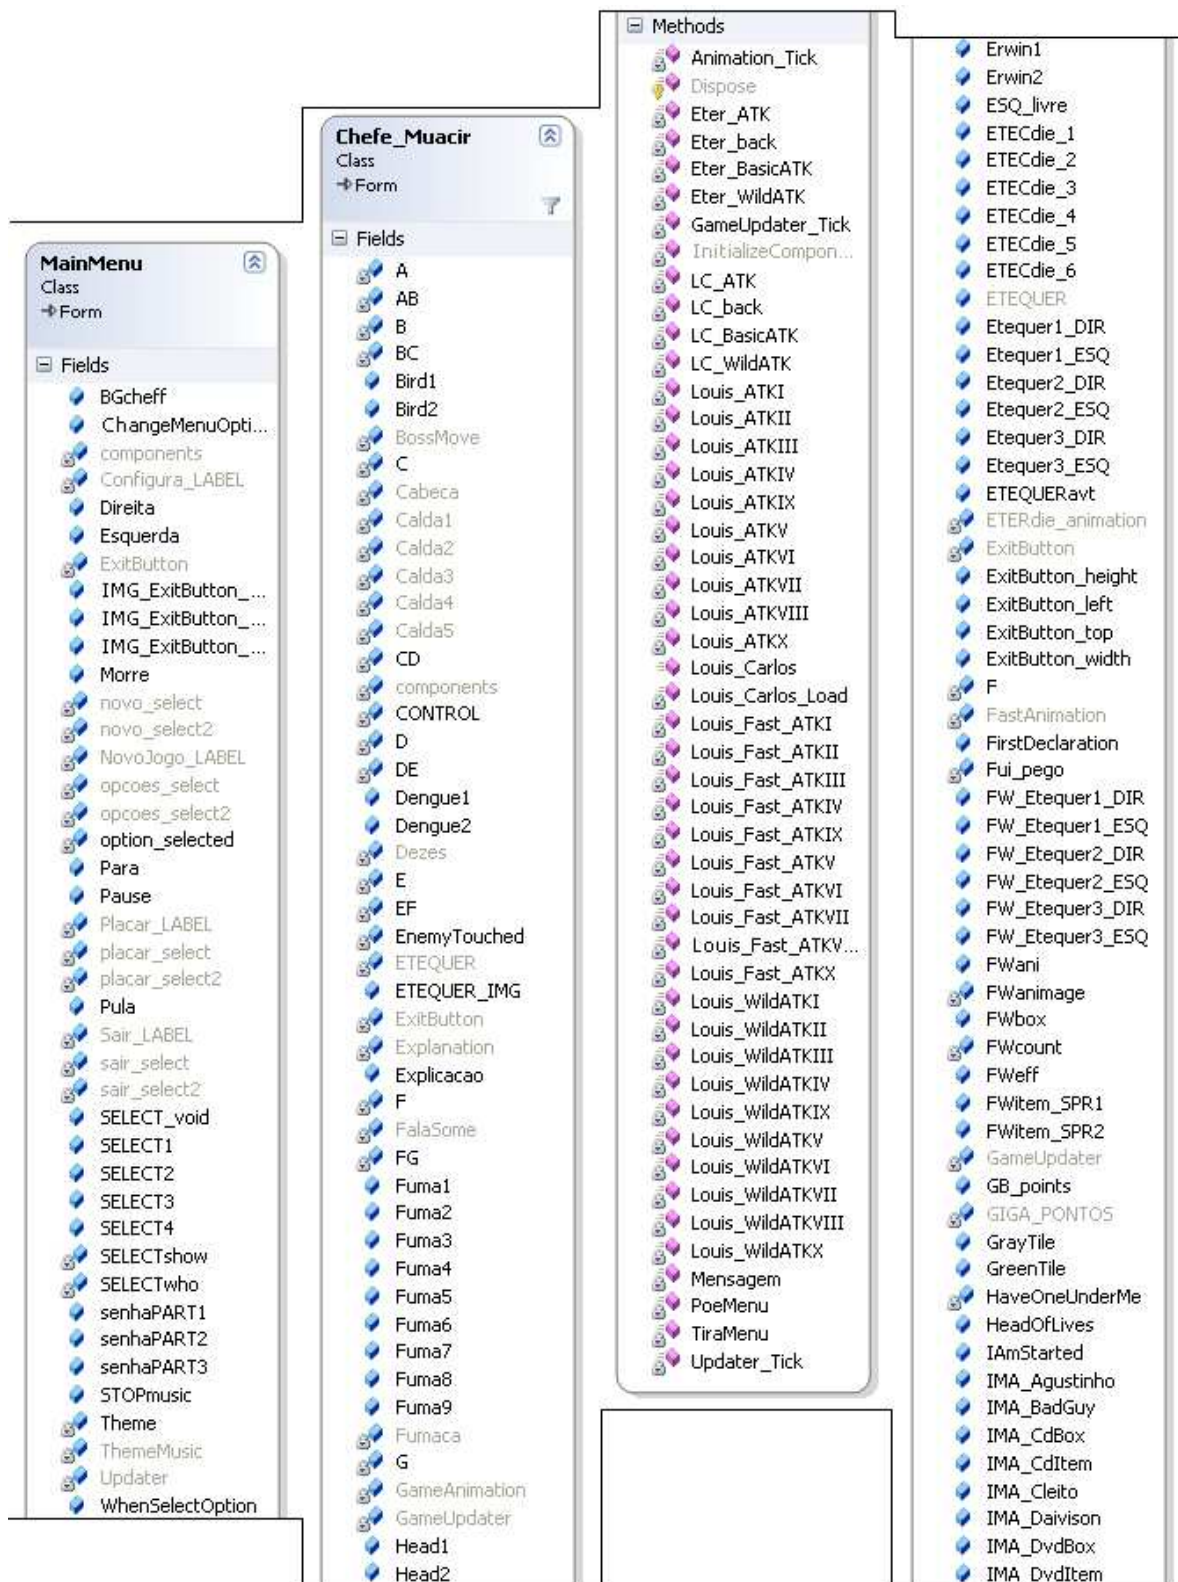 MainMenu
Class
Form
Fields
BGcheff
ChangeMenuOpti...
components
Configura_LABEL
Direita
Esquerda
ExitButton
IMG_ExitButton_...
IMG_ExitButton_...
IMG_ExitButton_...
Morre
novo_select
novo_select2
NovoJogo_LABEL
opcoes_select
opcoes_select2
option_selected
Para
Pause
Placar_LABEL
placar_select
placar_select2
Pula
Sair_LABEL
sair_select
sair_select2
SELECT_void
SELECT1
SELECT2
SELECT3
SELECT4
SELECTshow
SELECTwho
senhaPART1
senhaPART2
senhaPART3
STOPmusic
Theme
ThemeMusic
Updater
WhenSelectOption
Chefe_Muacir
Class
Form
Fields
A
AB
B
BC
Bird1
Bird2
BossMove
C
Cabeca
Calda1
Calda2
Calda3
Calda4
Calda5
CD
components
CONTROL
D
DE
Dengue1
Dengue2
Dezes
E
EF
EnemyTouched
ETEQUER
ETEQUER_IMG
ExitButton
Explanation
Explicacao
F
FalaSome
FG
Fuma1
Fuma2
Fuma3
Fuma4
Fuma5
Fuma6
Fuma7
Fuma8
Fuma9
Fumaca
G
GameAnimation
GameUpdater
Head1
Head2
Methods
Animation_Tick
Dispose
Eter_ATK
Eter_back
Eter_BasicATK
Eter_WildATK
GameUpdater_Tick
InitializeCompon...
LC_ATK
LC_back
LC_BasicATK
LC_WildATK
Louis_ATKI
Louis_ATKII
Louis_ATKIII
Louis_ATKIV
Louis_ATKIX
Louis_ATKV
Louis_ATKVI
Louis_ATKVII
Louis_ATKVIII
Louis_ATKX
Louis_Carlos
Louis_Carlos_Load
Louis_Fast_ATKI
Louis_Fast_ATKII
Louis_Fast_ATKIII
Louis_Fast_ATKIV
Louis_Fast_ATKIX
Louis_Fast_ATKV
Louis_Fast_ATKVI
Louis_Fast_ATKVII
Louis_Fast_ATKV...
Louis_Fast_ATKX
Louis_WildATKI
Louis_WildATKII
Louis_WildATKIII
Louis_WildATKIV
Louis_WildATKIX
Louis_WildATKV
Louis_WildATKVI
Louis_WildATKVII
Louis_WildATKVIII
Louis_WildATKX
Mensagem
PoeMenu
TiraMenu
Updater_Tick
Erwin1
Erwin2
ESQ_livre
ETECdie_1
ETECdie_2
ETECdie_3
ETECdie_4
ETECdie_5
ETECdie_6
ETEQUER
Etequer1_DIR
Etequer1_ESQ
Etequer2_DIR
Etequer2_ESQ
Etequer3_DIR
Etequer3_ESQ
ETEQUERavt
ETERdie_animation
ExitButton
ExitButton_height
ExitButton_left
ExitButton_top
ExitButton_width
F
FastAnimation
FirstDeclaration
Fui_pego
FW_Etequer1_DIR
FW_Etequer1_ESQ
FW_Etequer2_DIR
FW_Etequer2_ESQ
FW_Etequer3_DIR
FW_Etequer3_ESQ
FWani
FWanimage
FWbox
FWcount
FWeff
FWitem_SPR1
FWitem_SPR2
GameUpdater
GB_points
GIGA_PONTOS
GrayTile
GreenTile
HaveOneUnderMe
HeadOfLives
IAmStarted
IMA_Agustinho
IMA_BadGuy
IMA_CdBox
IMA_CdItem
IMA_Cleito
IMA_Daivison
IMA_DvdBox
IMA_DvdItem